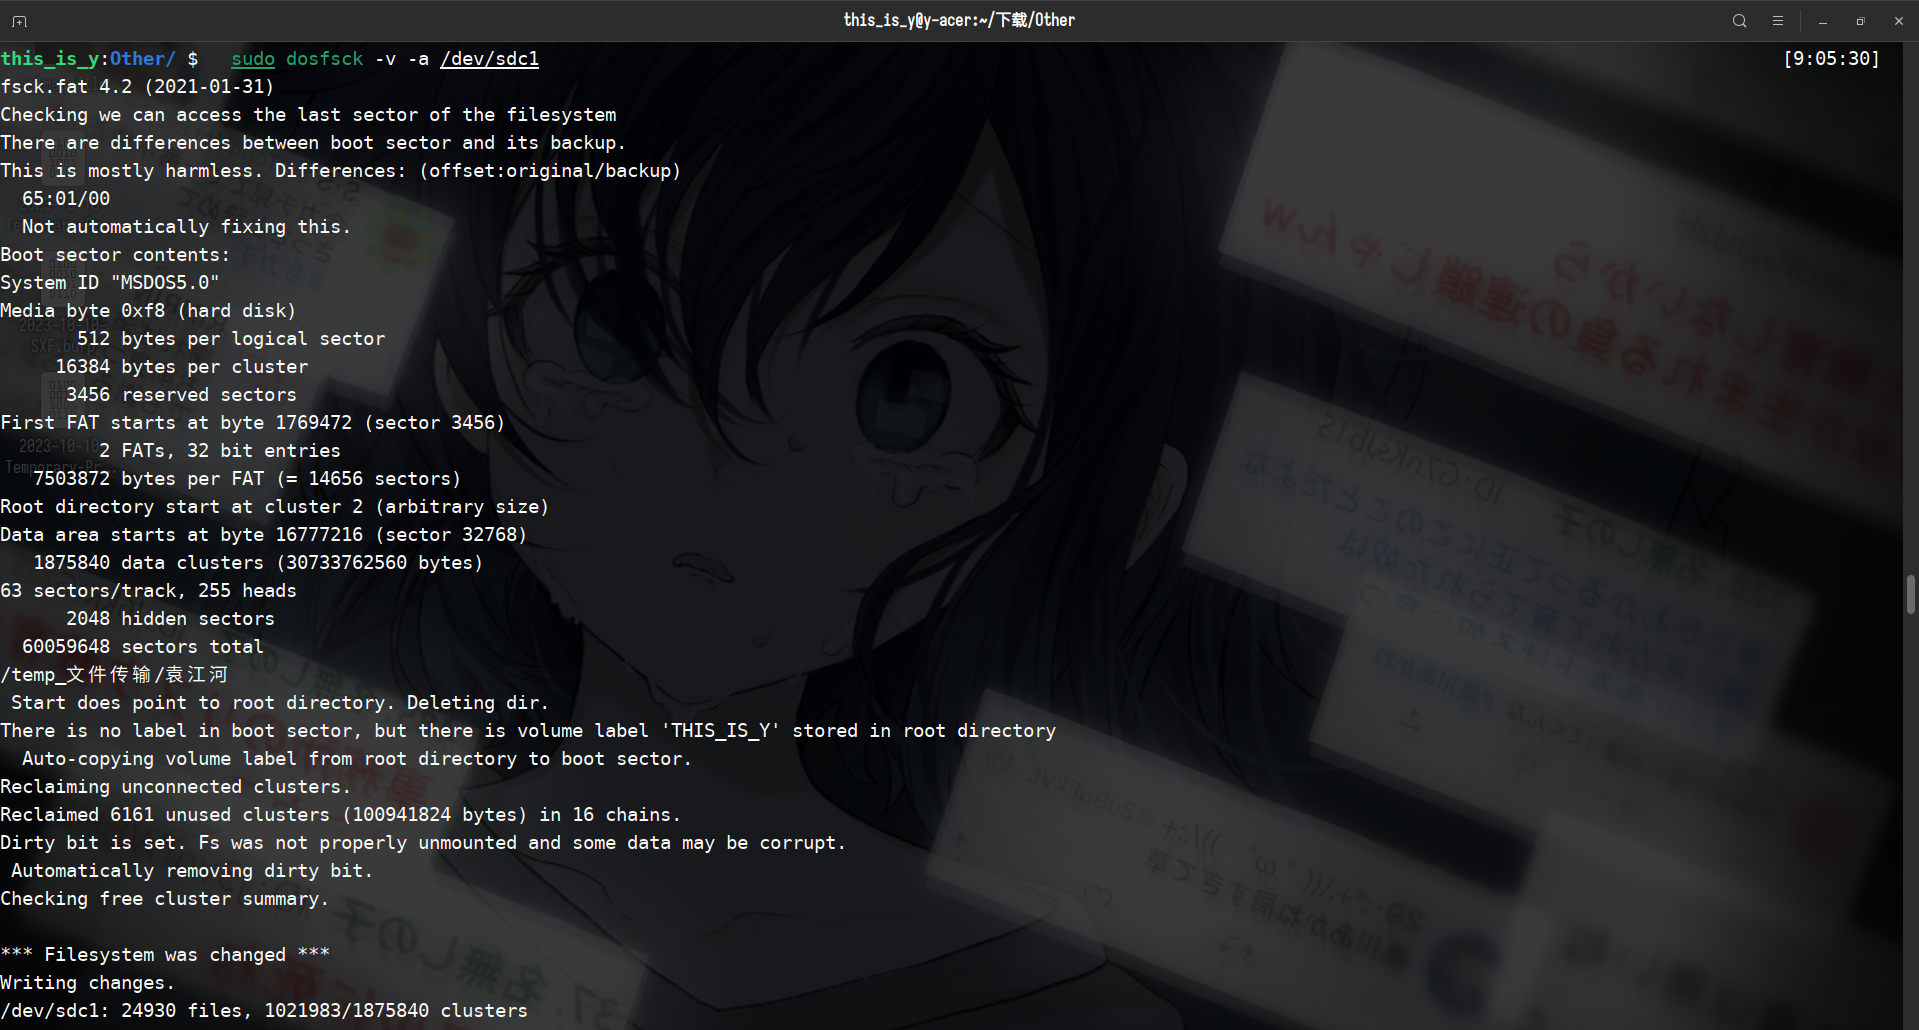 this_is_y@y-acer:~/下载/Other
this_is_y:Other/ $ sudo dosfsck -v -a /dev/sdc1 [9:05:30]
fsck.fat 4.2 (2021-01-31)
Checking we can access the last sector of the filesystem
There are differences between boot sector and its backup.
This is mostly harmless. Differences: (offset:original/backup)
  65:01/00
  Not automatically fixing this.
Boot sector contents:
System ID "MSDOS5.0"
Media byte 0xf8 (hard disk)
       512 bytes per logical sector
     16384 bytes per cluster
      3456 reserved sectors
First FAT starts at byte 1769472 (sector 3456)
         2 FATs, 32 bit entries
   7503872 bytes per FAT (= 14656 sectors)
Root directory start at cluster 2 (arbitrary size)
Data area starts at byte 16777216 (sector 32768)
   1875840 data clusters (30733762560 bytes)
63 sectors/track, 255 heads
      2048 hidden sectors
  60059648 sectors total
/temp_文件传输/袁江河
 Start does point to root directory. Deleting dir.
There is no label in boot sector, but there is volume label 'THIS_IS_Y' stored in root directory
  Auto-copying volume label from root directory to boot sector.
Reclaiming unconnected clusters.
Reclaimed 6161 unused clusters (100941824 bytes) in 16 chains.
Dirty bit is set. Fs was not properly unmounted and some data may be corrupt.
 Automatically removing dirty bit.
Checking free cluster summary.
*** Filesystem was changed ***
Writing changes.
/dev/sdc1: 24930 files, 1021983/1875840 clusters